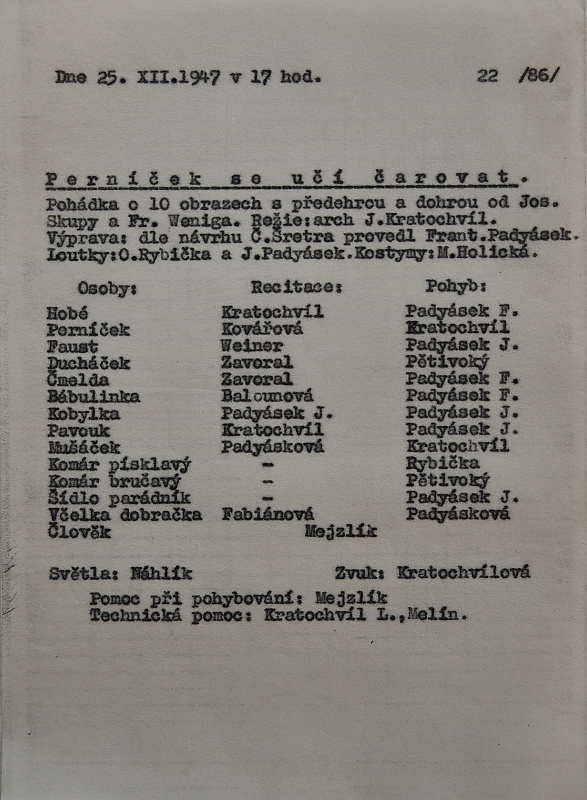 Dne 25. XII.1947 v 17 hod. 22 /86/
Perníček se učí čarovat.
Pohádka o 10 obrazech s předehrou a dohrou od Jos.
Skupy a Fr. Weniga. Režie:arch J.Kratochvíl.
Výprava: dle návrhu Č.Šretra provedl Frant.Padyásek.
Loutky:O.Rybička a J.Padyásek.Kostymy:M.Holická.
Osoby: Recitace: Pohyb:
Hobé Kratochvíl Padyásek F.
Perníček Kovářová Kratochvíl
Faust Weiner Padyásek J.
Ducháček Zavoral Pětivoký
Čmelda Zavoral Padyásek F.
Bábulinka Balounová Padyásek F.
Kobylka Padyásek J. Padyásek J.
Pavouk Kratochvíl Padyásek J.
Mušáček Padyásková Kratochvíl
Komár písklavý - Rybička
Komár bručavý - Pětivoký
Šídlo parádník - Padyásek J.
Včelka dobračka Fabiánová Padyásková
Člověk Mejzlík
Světla: Náhlík Zvuk: Kratochvílová
Pomoc při pohybování: Mejzlík
Technická pomoc: Kratochvíl L.,Melín.